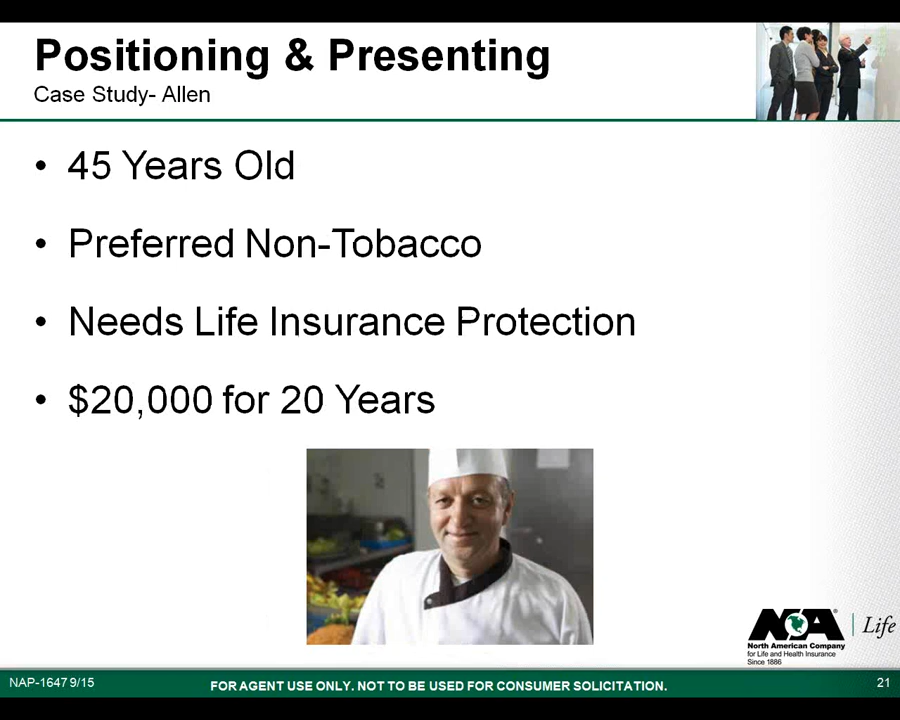 Positioning & Presenting
Case Study- Allen
• 45 Years Old
• Preferred Non-Tobacco
• Needs Life Insurance Protection
• $20,000 for 20 Years
NA® | Life
North American Company
for Life and Health Insurance
Since 1886
NAP-1647 9/15
FOR AGENT USE ONLY. NOT TO BE USED FOR CONSUMER SOLICITATION.
21